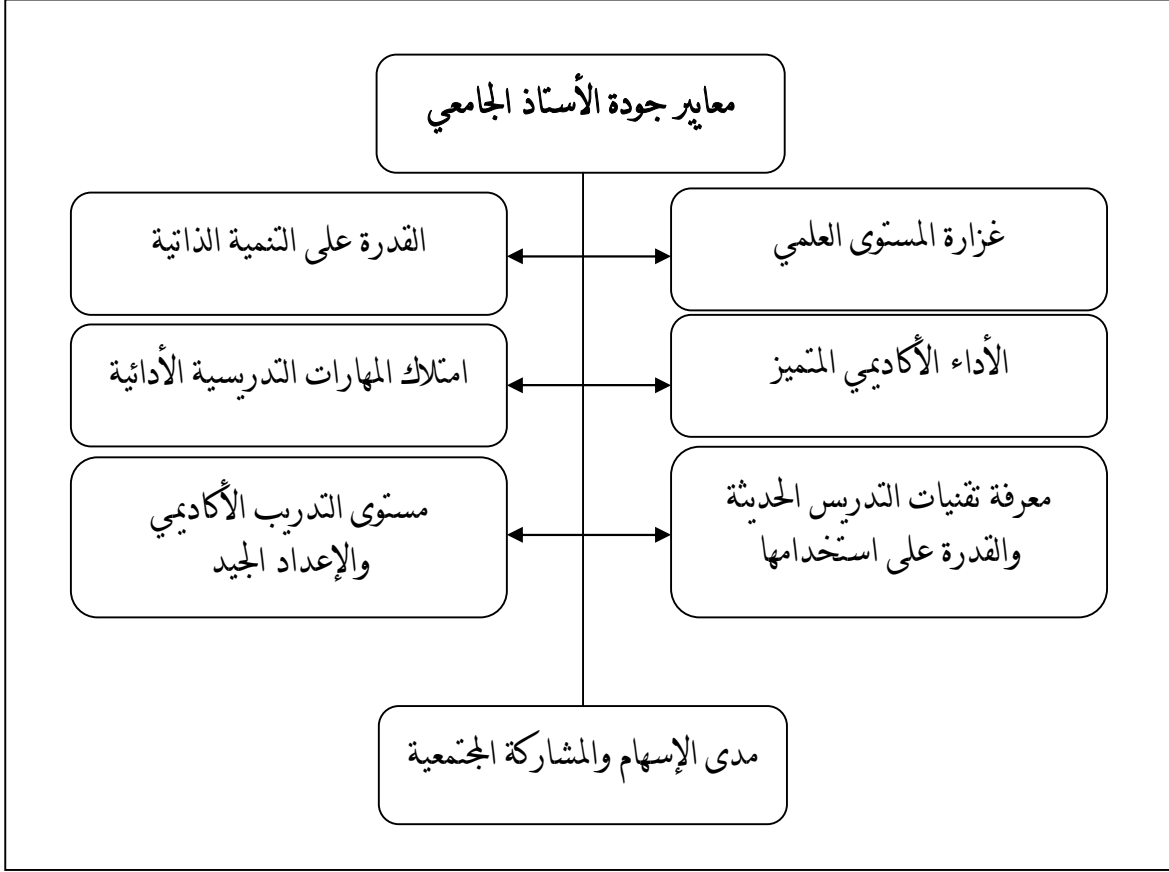 معايير جودة الأستاذ الجامعي
غزارة المستوى العلمي
القدرة على التنمية الذاتية
الأداء الأكاديمي المتميز
امتلاك المهارات التدريسية الأدائية
معرفة تقنيات التدريس الحديثة
والقدرة على استخدامها
مستوى التدريب الأكاديمي
والإعداد الجيد
مدى الإسهام والمشاركة المجتمعية